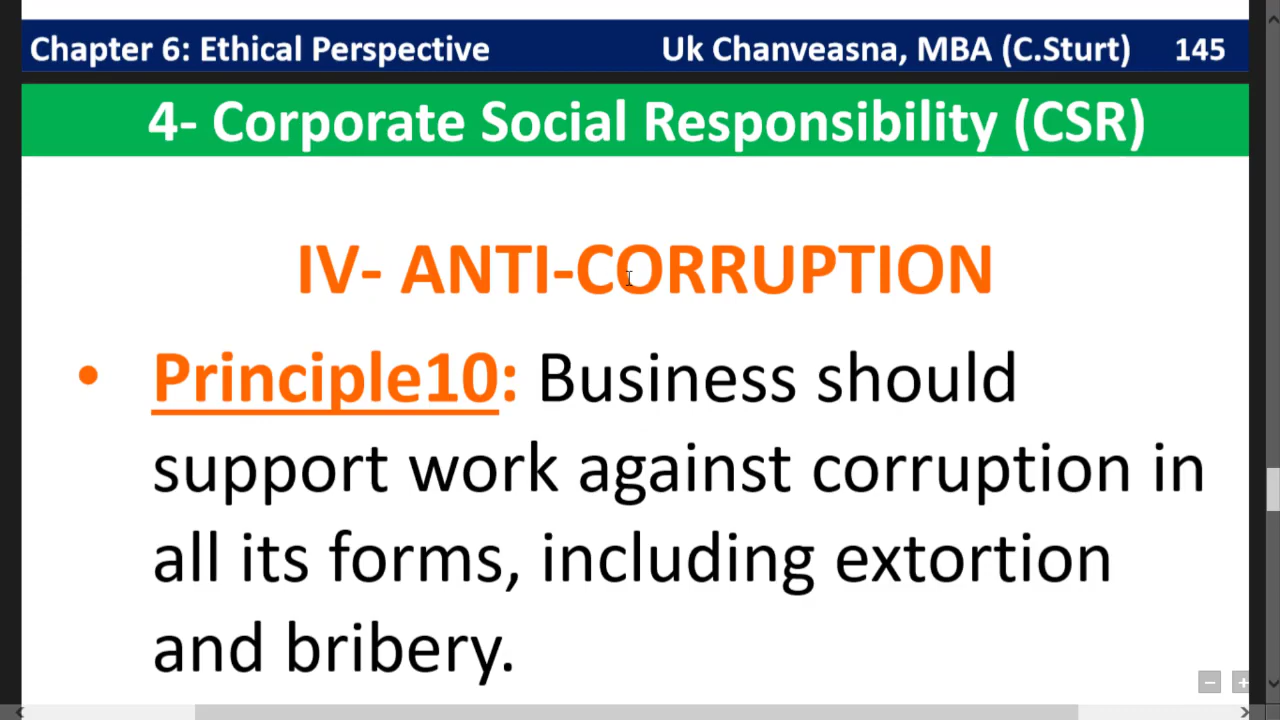 Chapter 6: Ethical Perspective Uk Chanveasna, MBA (C.Sturt) 145
4- Corporate Social Responsibility (CSR)
IV- ANTI-CORRUPTION
• Principle10: Business should
support work against corruption in
all its forms, including extortion
and bribery.